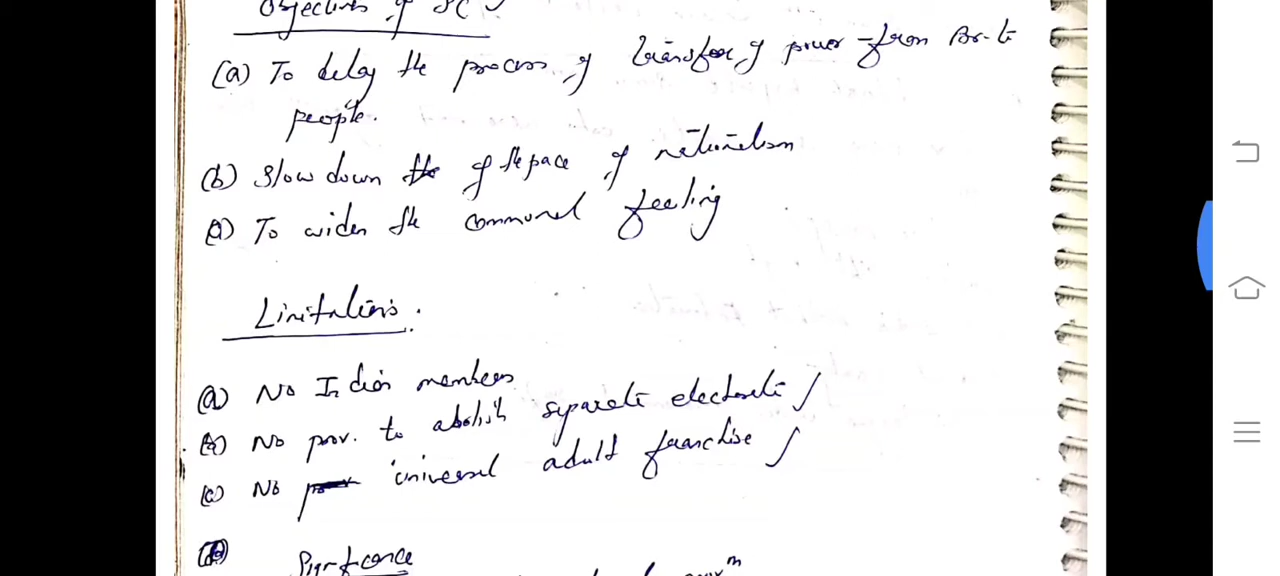 Objectives of SC
(a) To delay the process of transfer of power from Br. to
people.
(b) Slow down the of the pace of nationalism
(c) To widen the communal feeling
Limitations.
(a) No Indian members
(b) No prov. to abolish separate electorate /
(c) No prov universal adult franchise /
(d)
Significance